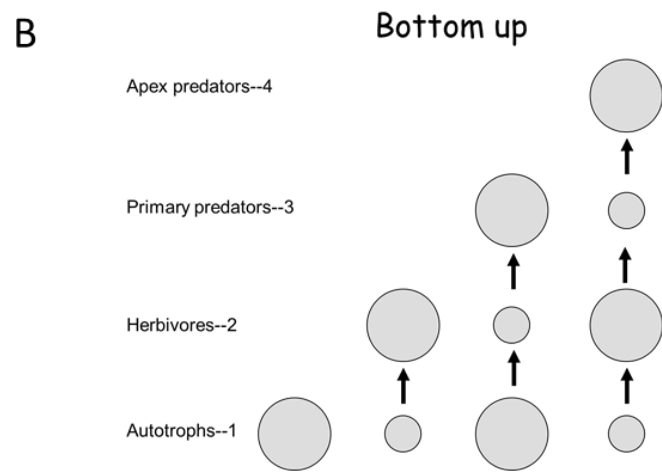 B
Bottom up
Apex predators--4
Primary predators--3
Herbivores--2
Autotrophs--1